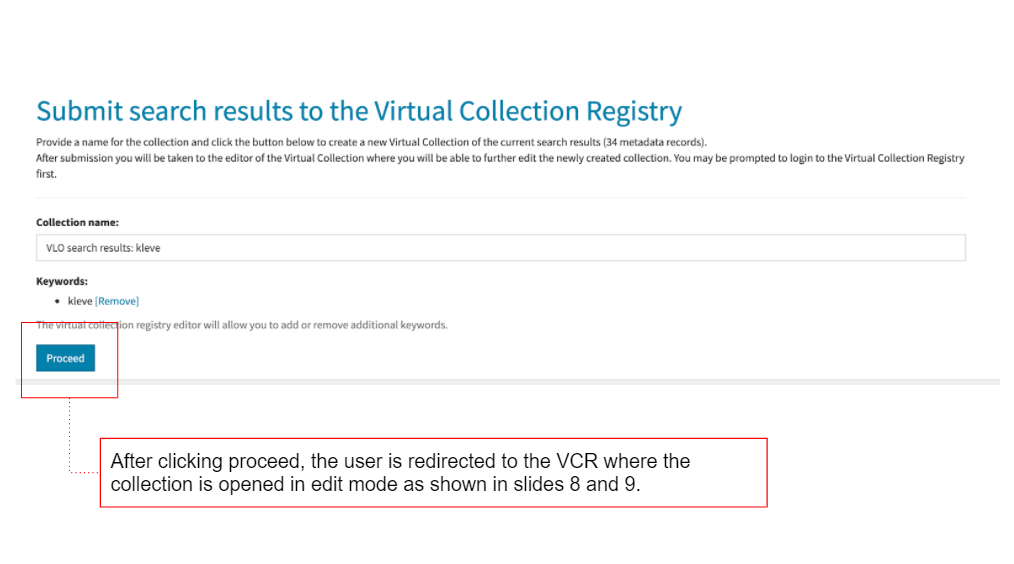 Submit search results to the Virtual Collection Registry
Provide a name for the collection and click the button below to create a new Virtual Collection of the current search results (34 metadata records).
After submission you will be taken to the editor of the Virtual Collection where you will be able to further edit the newly created collection. You may be prompted to login to the Virtual Collection Registry
first.
Collection name:
VLO search results: kleve
Keywords:
• kleve [Remove]
The virtual collection registry editor will allow you to add or remove additional keywords.
Proceed
After clicking proceed, the user is redirected to the VCR where the
collection is opened in edit mode as shown in slides 8 and 9.